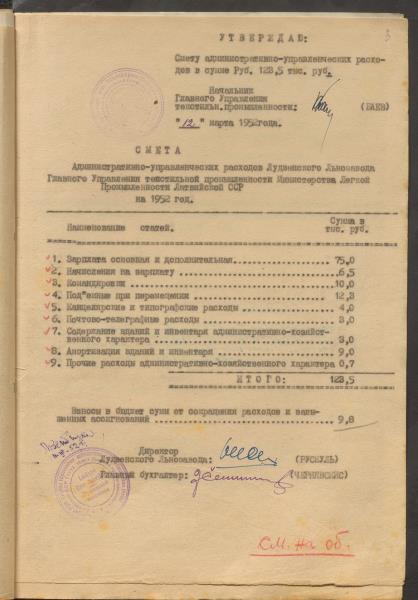 3
УТВЕРЖДАЮ:
Смету административно-управленческих расхо-
дов в сумме Руб. 123,5 тыс. руб.
Начальник
Главного Управления
текстильн.промышленности: (БАЕВ)
"12" марта 1952года.
СМЕТА
Административно-управленческих расходов Лудзенского Льнозавода
Главного Управления текстильной промышленности Министерства Легкой
Промышленности Латвийской ССР
на 1952 год.
Наименование статей. Сумма в
тыс. руб.
1. Зарплата основная и дополнительная 75,0
2. Начисления на зарплату 6,5
3. Командировки 10,0
4. Под"емные при перемещении 12,3
5. Канцелярские и типографские расходы 4,0
6. Почтово-телеграфные расходы 3,0
7. Содержание зданий и инвентаря административно-хозяйст-
венного характера 3,0
8. Амортизация зданий и инвентаря 9,0
9. Прочие расходы административно-хозяйственного характера 0,7
ИТОГО: 123,5
Взносы в бюджет сумм от сокращения расходов и
ассигнований 9,8
Директор
Лудзенского Льнозавода:
Главный бухгалтер:
См. на об.